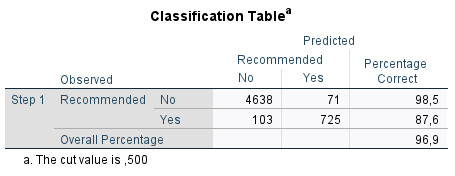 Classification Tableᵃ
Predicted
Recommended Percentage Correct
Observed No Yes
Step 1 Recommended No 4638 71 98,5
Yes 103 725 87,6
Overall Percentage 96,9
a. The cut value is ,500